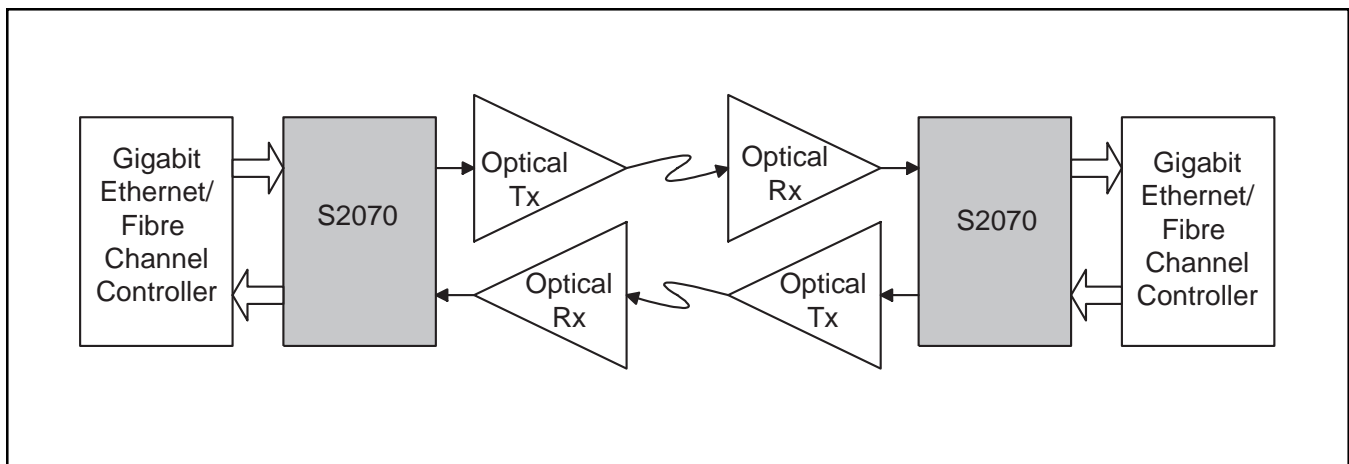 Gigabit
Ethernet/
Fibre
Channel
Controller
S2070
Optical
Tx
Optical
Rx
Optical
Rx
Optical
Tx
S2070
Gigabit
Ethernet/
Fibre
Channel
Controller